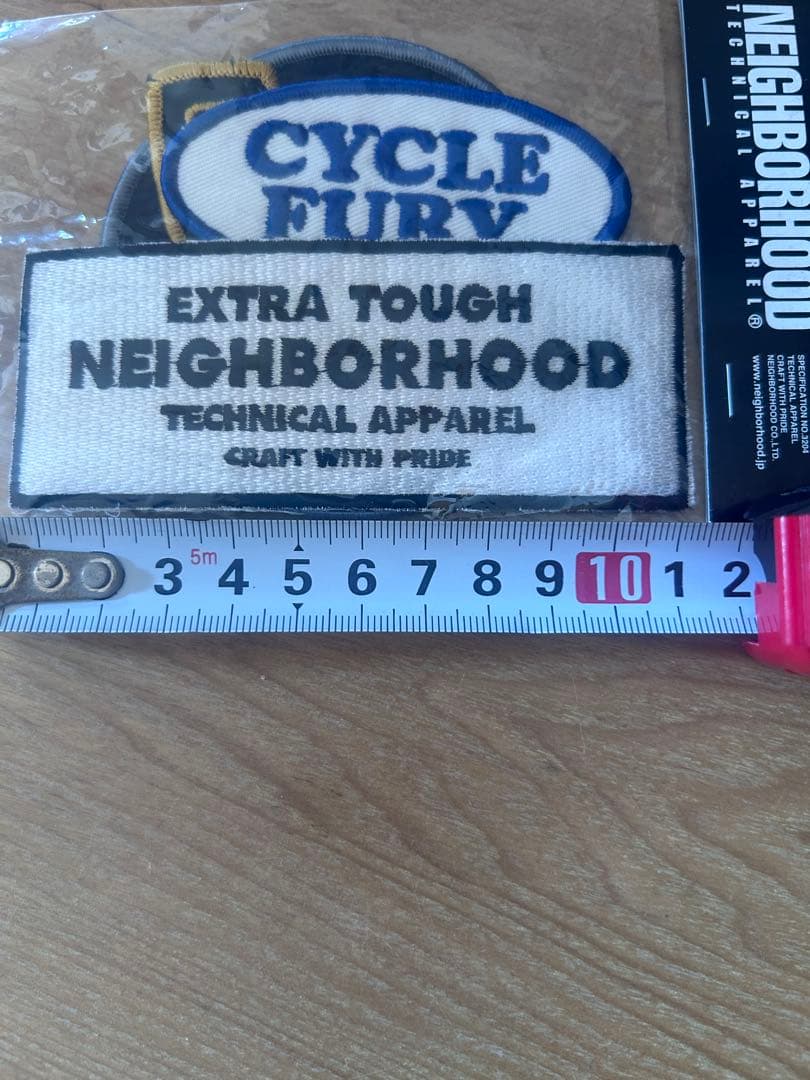 CYCLE
FURY
EXTRA TOUGH
NEIGHBORHOOD
TECHNICAL APPAREL
CRAFT WITH PRIDE
NEIGHBORHOOD
TECHNICAL APPAREL®
SPECIFICATION NO.3204
TECHNICAL APPAREL
CRAFT WITH PRIDE
NEIGHBORHOOD CO.,LTD.
www.neighborhood.jp
3 5m 4 5 6 7 8 9 10 1 2